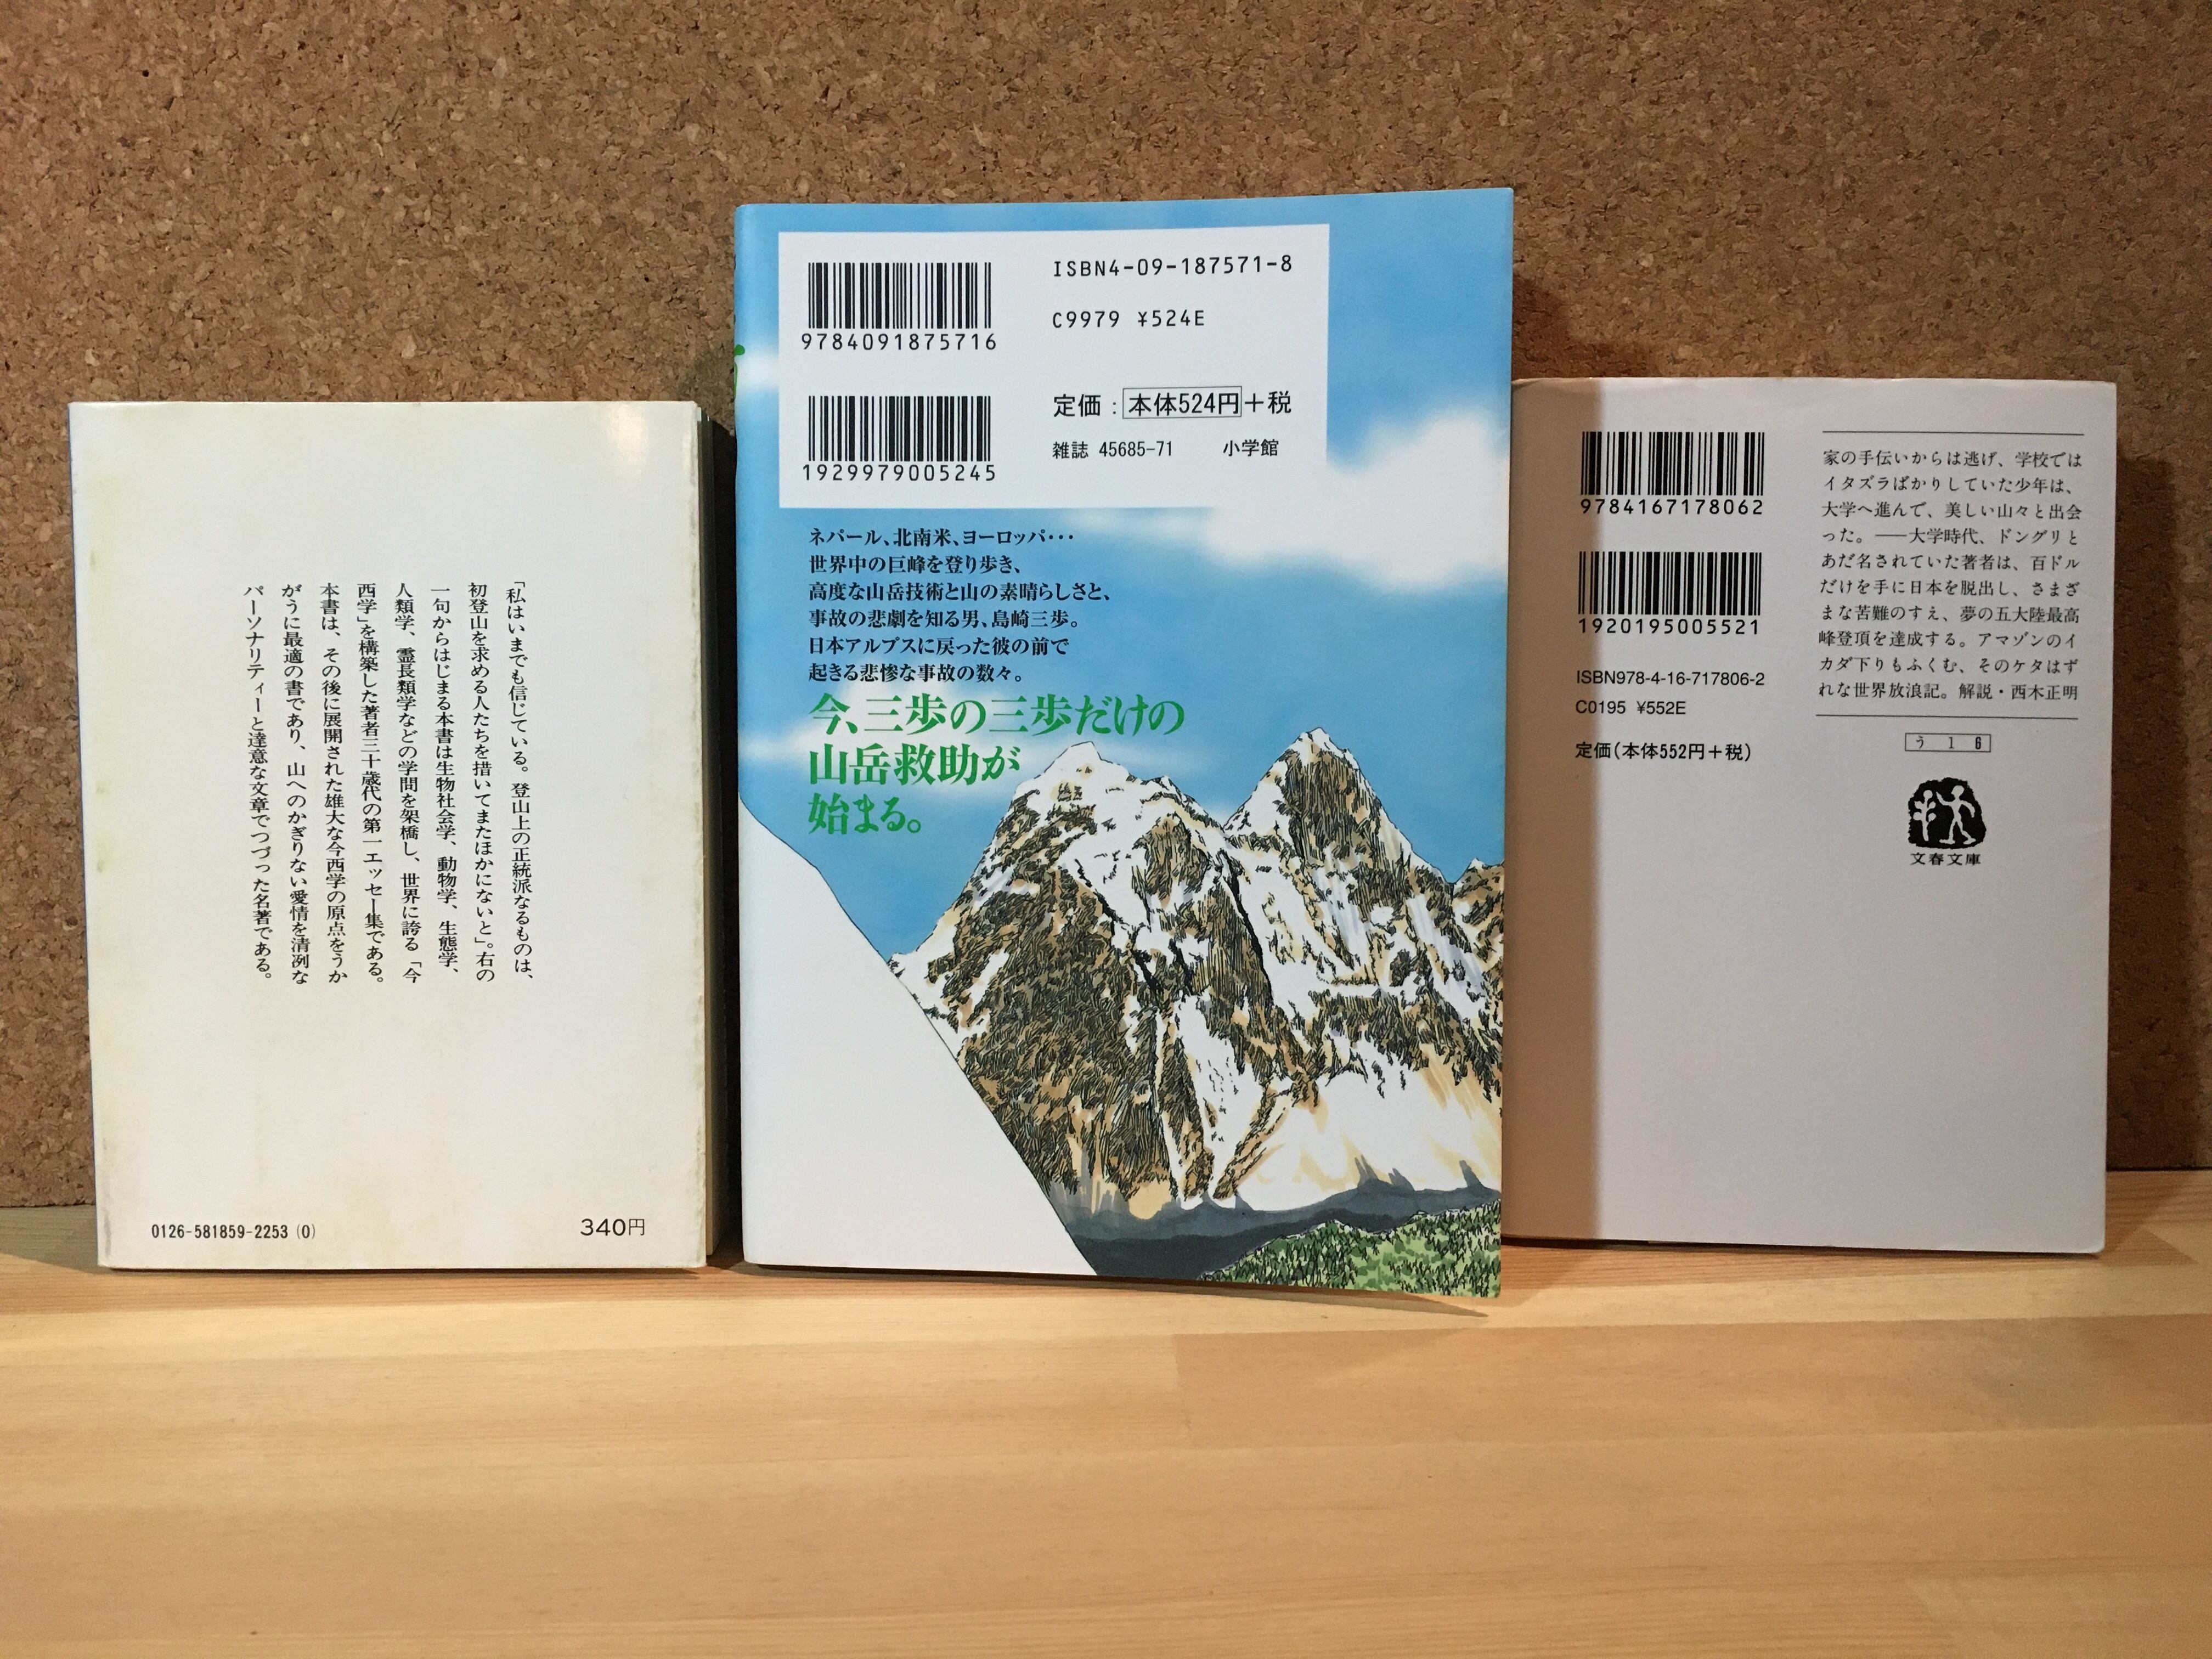 「私はいまでも信じている。登山上の正統派なるものは、
初登山を求める人たちを措いてまたほかにないと」。右の
一句からはじまる本書は生物社会学、動物学、生態学、
人類学、霊長類学などの学問を架橋し、世界に誇る「今
西学」を構築した著者三十歳代の第一エッセー集である。
本書は、その後に展開された雄大な今西学の原点をうか
がうに最適の書であり、山へのかぎりない愛情を清冽な
パーソナリティーと達意な文章でつづった名著である。
0126-581859-2253 (0)
340円
9784091875716
ISBN4-09-187571-8
C9979 ¥524E
1929979005245
定価：本体524円＋税
雑誌 45685-71 小学館
ネパール、北南米、ヨーロッパ・・・
世界中の巨峰を登り歩き、
高度な山岳技術と山の素晴らしさと、
事故の悲劇を知る男、島崎三歩。
日本アルプスに戻った彼の前で
起きる悲惨な事故の数々。
今、三歩の三歩だけの
山岳救助が
始まる。
9784167178062
1920195005521
ISBN978-4-16-717806-2
C0195 ¥552E
定価(本体552円＋税)
家の手伝いからは逃げ、学校では
イタズラばかりしていた少年は、
大学へ進んで、美しい山々と出会
った。――大学時代、ドングリと
あだ名されていた著者は、百ドル
だけを手に日本を脱出し、さまざ
まな苦難のすえ、夢の五大陸最高
峰登頂を達成する。アマゾンのイ
カダ下りもふくむ、そのケタはず
れな世界放浪記。解説・西木正明
う 1 6
文春文庫